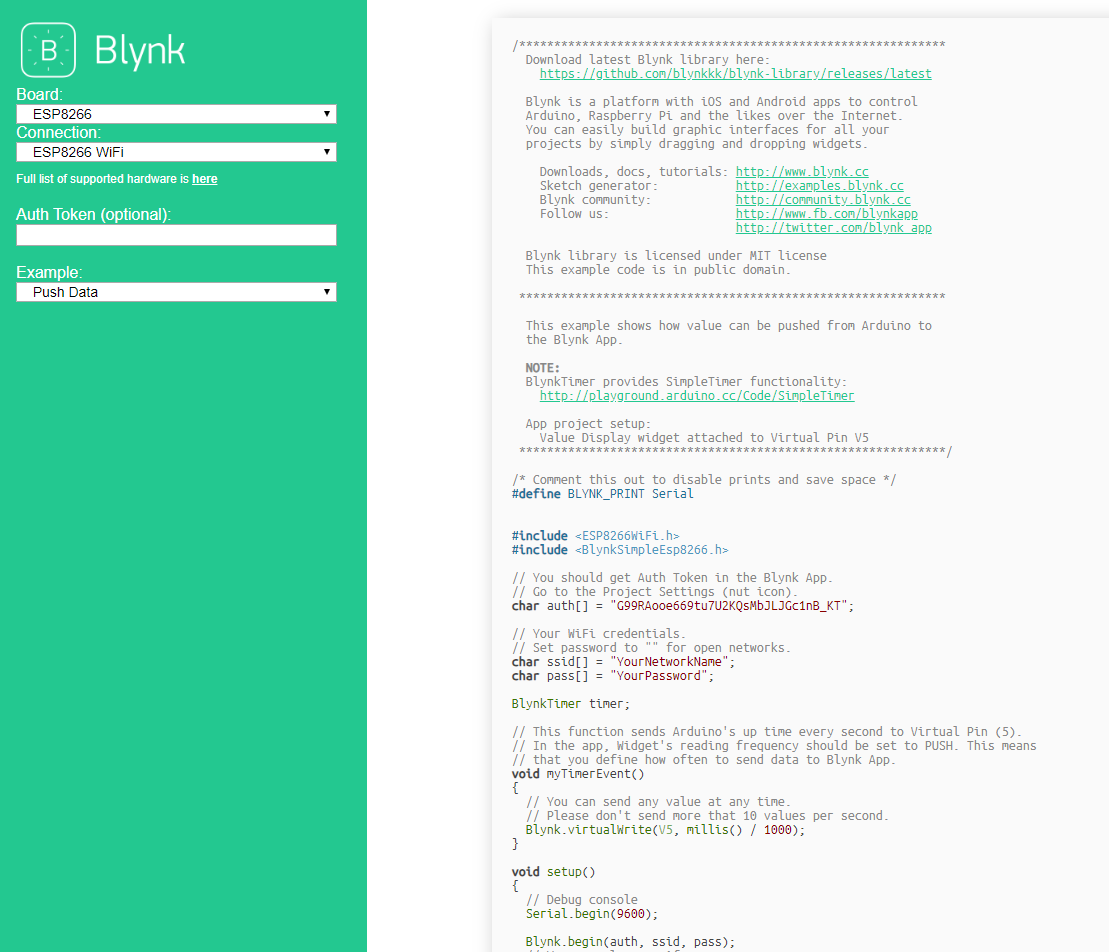 B Blynk
Board:
ESP8266
Connection:
ESP8266 WiFi
Full list of supported hardware is here
Auth Token (optional):
Example:
Push Data
/*************************************************************
Download latest Blynk library here:
https://github.com/blynkkk/blynk-library/releases/latest
Blynk is a platform with iOS and Android apps to control
Arduino, Raspberry Pi and the likes over the Internet.
You can easily build graphic interfaces for all your
projects by simply dragging and dropping widgets.
Downloads, docs, tutorials: http://www.blynk.cc
Sketch generator: http://examples.blynk.cc
Blynk community: http://community.blynk.cc
Follow us: http://www.fb.com/blynkapp
http://twitter.com/blynk_app
Blynk library is licensed under MIT license
This example code is in public domain.
*************************************************************
This example shows how value can be pushed from Arduino to
the Blynk App.
NOTE:
BlynkTimer provides SimpleTimer functionality:
http://playground.arduino.cc/Code/SimpleTimer
App project setup:
Value Display widget attached to Virtual Pin V5
*************************************************************/
/* Comment this out to disable prints and save space */
#define BLYNK_PRINT Serial
#include <ESP8266WiFi.h>
#include <BlynkSimpleEsp8266.h>
// You should get Auth Token in the Blynk App.
// Go to the Project Settings (nut icon).
char auth[] = "G99RAooe669tu7U2KQsMbJLJGc1nB_KT";
// Your WiFi credentials.
// Set password to "" for open networks.
char ssid[] = "YourNetworkName";
char pass[] = "YourPassword";
BlynkTimer timer;
// This function sends Arduino's up time every second to Virtual Pin (5).
// In the app, Widget's reading frequency should be set to PUSH. This means
// that you define how often to send data to Blynk App.
void myTimerEvent()
{
// You can send any value at any time.
// Please don't send more that 10 values per second.
Blynk.virtualWrite(V5, millis() / 1000);
}
void setup()
{
// Debug console
Serial.begin(9600);
Blynk.begin(auth, ssid, pass);